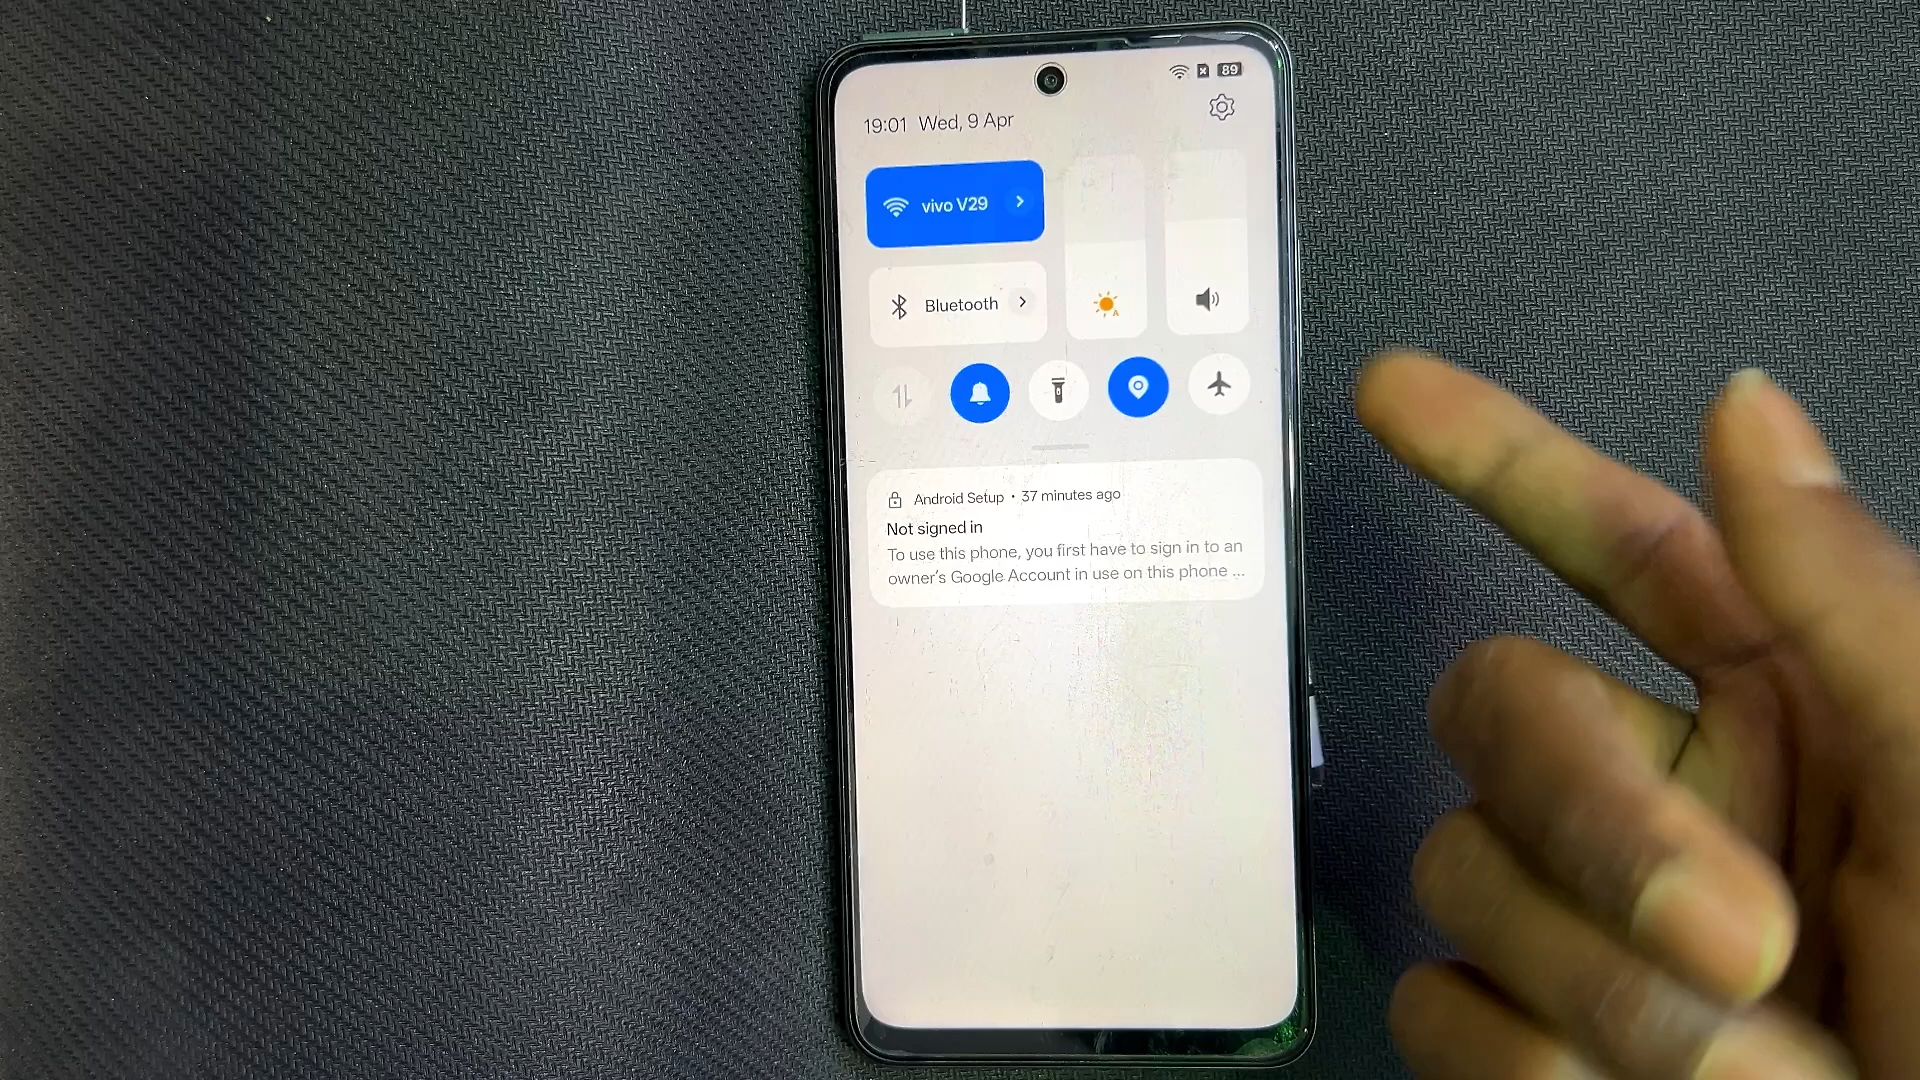 89
19:01 Wed, 9 Apr
vivo V29
Bluetooth
A
Android Setup • 37 minutes ago
Not signed in
To use this phone, you first have to sign in to an
owner's Google Account in use on this phone ...